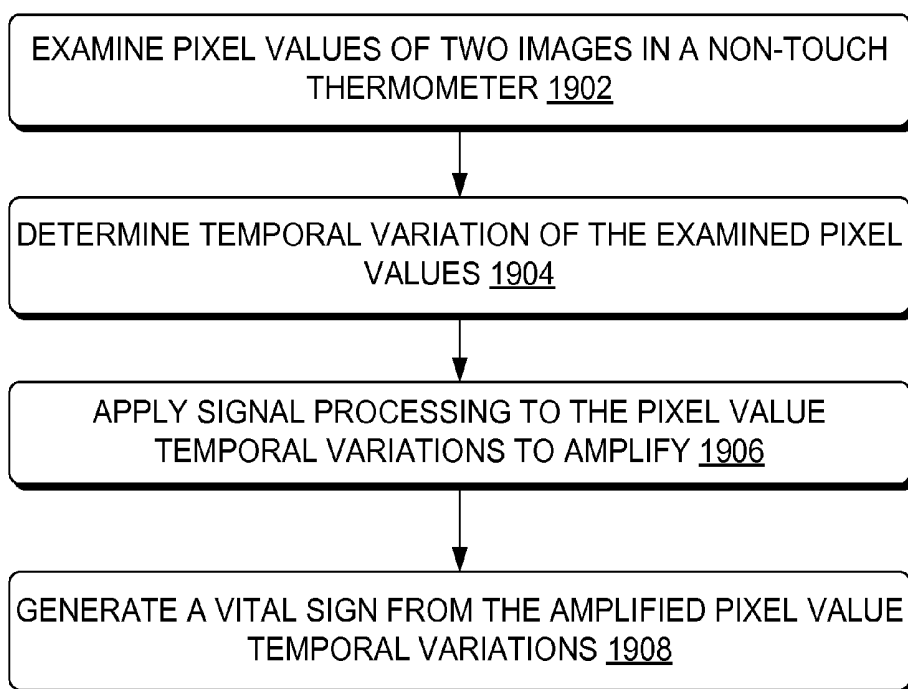 EXAMINE PIXEL VALUES OF TWO IMAGES IN A NON-TOUCH
THERMOMETER 1902
DETERMINE TEMPORAL VARIATION OF THE EXAMINED PIXEL
VALUES 1904
APPLY SIGNAL PROCESSING TO THE PIXEL VALUE
TEMPORAL VARIATIONS TO AMPLIFY 1906
GENERATE A VITAL SIGN FROM THE AMPLIFIED PIXEL VALUE
TEMPORAL VARIATIONS 1908